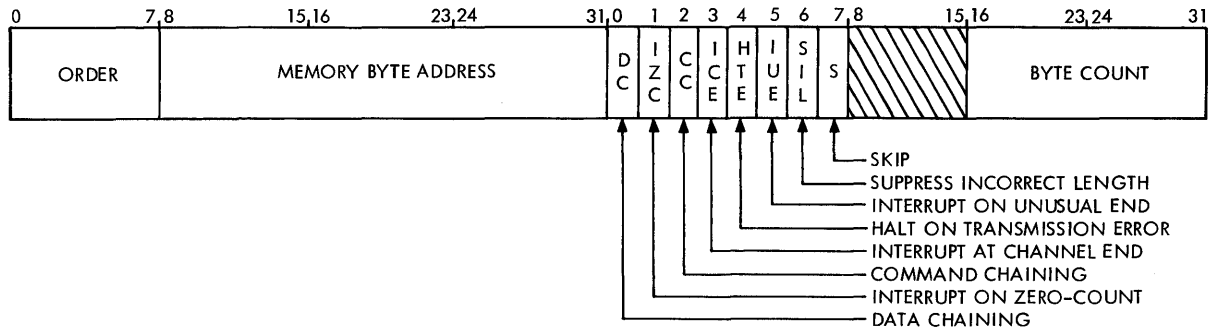 0 7 8 15 16 23 24 31 0 1 2 3 4 5 6 7 8 15 16 23 24 31
ORDER MEMORY BYTE ADDRESS DC IZC CC ICE HTE IUE SIL S BYTE COUNT
SKIP
SUPPRESS INCORRECT LENGTH
INTERRUPT ON UNUSUAL END
HALT ON TRANSMISSION ERROR
INTERRUPT AT CHANNEL END
COMMAND CHAINING
INTERRUPT ON ZERO-COUNT
DATA CHAINING